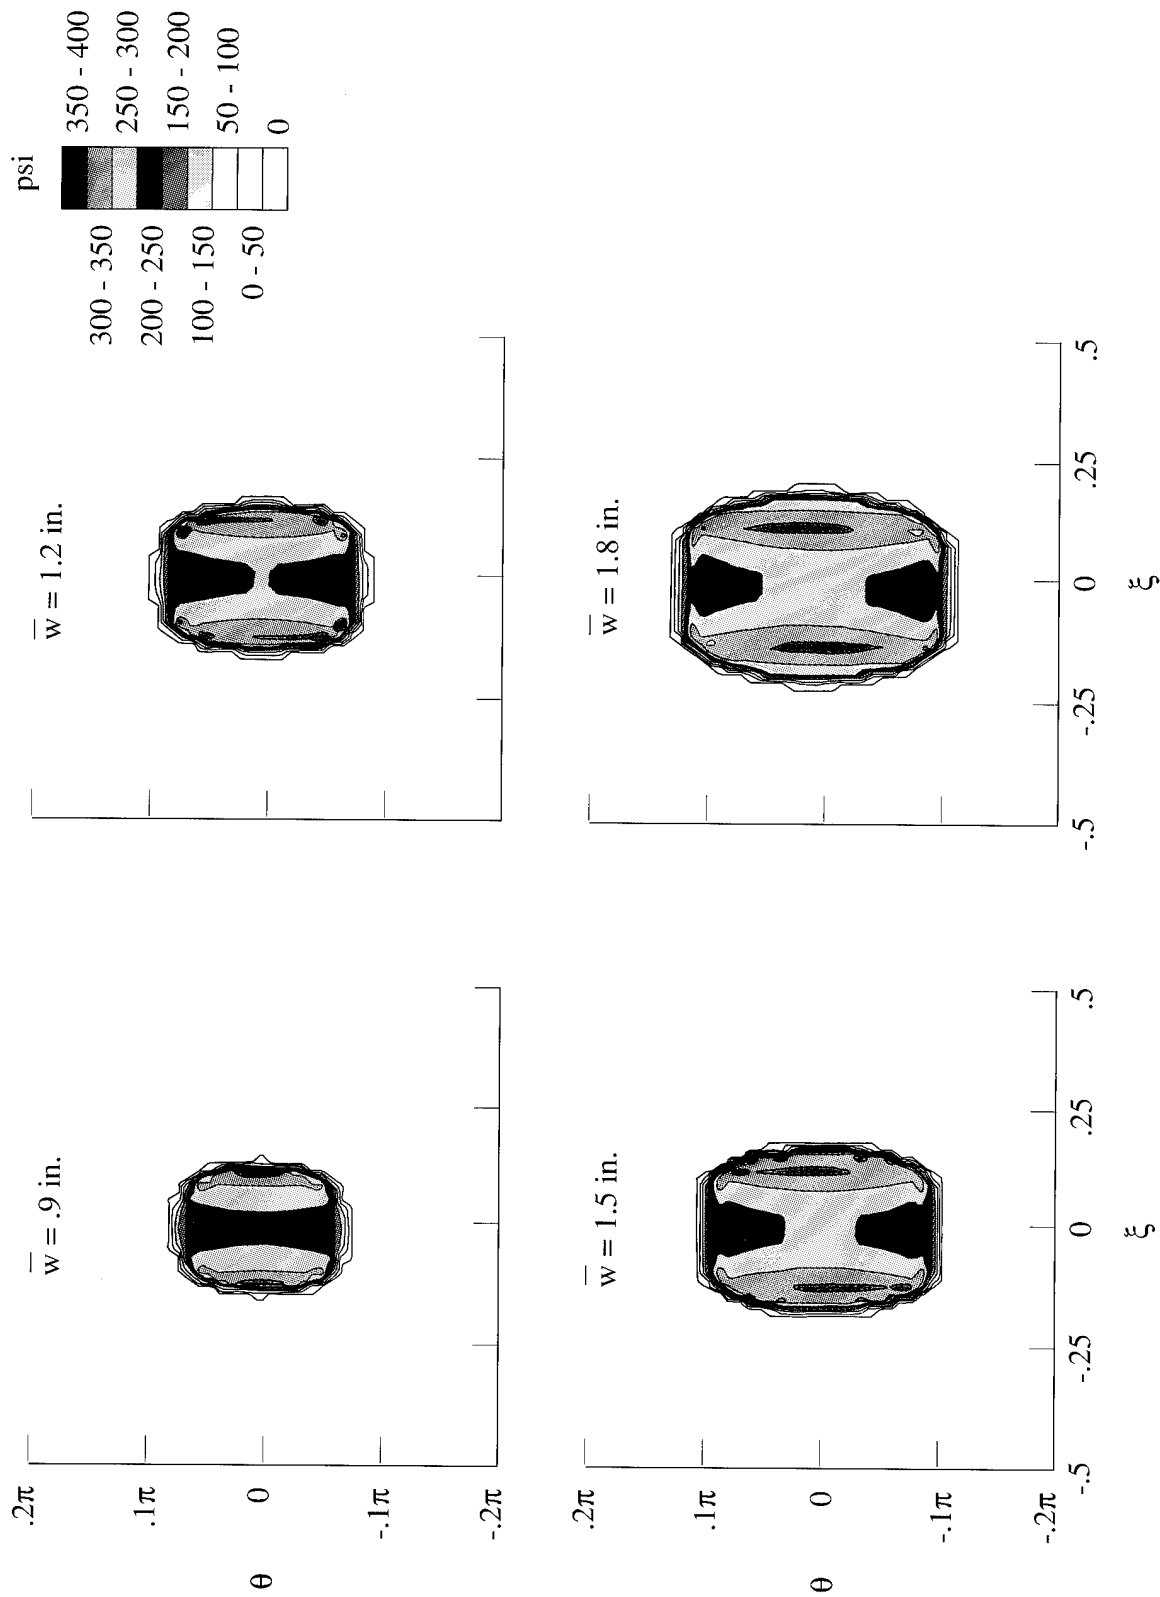 psi
300 - 350
200 - 250
100 - 150
0 - 50
350 - 400
250 - 300
150 - 200
50 - 100
0
w̅ = .9 in.
w̅ = 1.2 in.
θ
.2π
.1π
0
-.1π
-.2π
w̅ = 1.5 in.
w̅ = 1.8 in.
θ
.2π
.1π
0
-.1π
-.2π
-.5
-.25
0
.25
.5
ξ
-.5
-.25
0
.25
.5
ξ